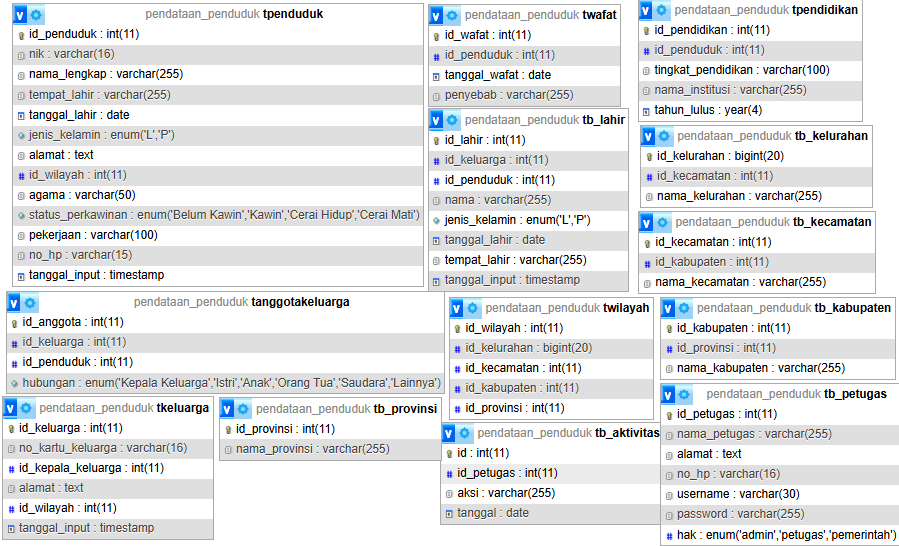 pendataan_penduduk tpenduduk
id_penduduk : int(11)
nik : varchar(16)
nama_lengkap : varchar(255)
tempat_lahir : varchar(255)
tanggal_lahir : date
jenis_kelamin : enum('L','P')
alamat : text
id_wilayah : int(11)
agama : varchar(50)
status_perkawinan : enum('Belum Kawin','Kawin','Cerai Hidup','Cerai Mati')
pekerjaan : varchar(100)
no_hp : varchar(15)
tanggal_input : timestamp
pendataan_penduduk twafat
id_wafat : int(11)
id_penduduk : int(11)
tanggal_wafat : date
penyebab : varchar(255)
pendataan_penduduk tb_lahir
id_lahir : int(11)
id_keluarga : int(11)
id_penduduk : int(11)
nama : varchar(255)
jenis_kelamin : enum('L','P')
tanggal_lahir : date
tempat_lahir : varchar(255)
tanggal_input : timestamp
pendataan_penduduk tpendidikan
id_pendidikan : int(11)
id_penduduk : int(11)
tingkat_pendidikan : varchar(100)
nama_institusi : varchar(255)
tahun_lulus : year(4)
pendataan_penduduk tb_kelurahan
id_kelurahan : bigint(20)
id_kecamatan : int(11)
nama_kelurahan : varchar(255)
pendataan_penduduk tb_kecamatan
id_kecamatan : int(11)
id_kabupaten : int(11)
nama_kecamatan : varchar(255)
pendataan_penduduk tanggotakeluarga
id_anggota : int(11)
id_keluarga : int(11)
id_penduduk : int(11)
hubungan : enum('Kepala Keluarga','Istri','Anak','Orang Tua','Saudara','Lainnya')
pendataan_penduduk twilayah
id_wilayah : int(11)
id_kelurahan : bigint(20)
id_kecamatan : int(11)
id_kabupaten : int(11)
id_provinsi : int(11)
pendataan_penduduk tb_kabupaten
id_kabupaten : int(11)
id_provinsi : int(11)
nama_kabupaten : varchar(255)
pendataan_penduduk tkeluarga
id_keluarga : int(11)
no_kartu_keluarga : varchar(16)
id_kepala_keluarga : int(11)
alamat : text
id_wilayah : int(11)
tanggal_input : timestamp
pendataan_penduduk tb_provinsi
id_provinsi : int(11)
nama_provinsi : varchar(255)
pendataan_penduduk tb_aktivitas
id : int(11)
id_petugas : int(11)
aksi : varchar(255)
tanggal : date
pendataan_penduduk tb_petugas
id_petugas : int(11)
nama_petugas : varchar(255)
alamat : text
no_hp : varchar(16)
username : varchar(30)
password : varchar(255)
hak : enum('admin','petugas','pemerintah')